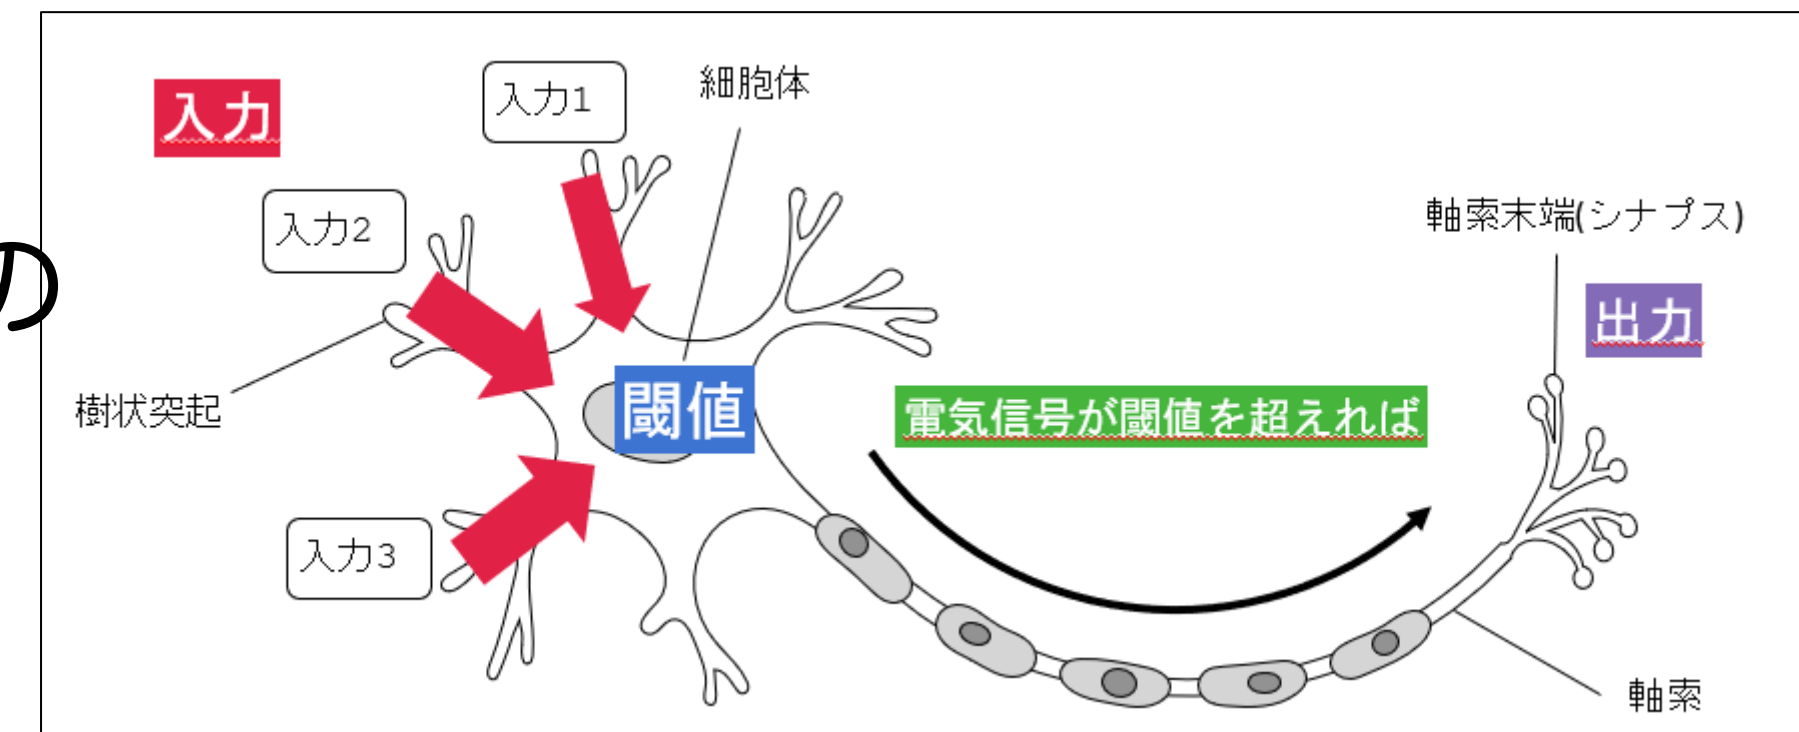 入力
入力1
細胞体
入力2
軸索末端(シナプス)
の
出力
樹状突起
閾値
電気信号が閾値を超えれば
入力3
軸索